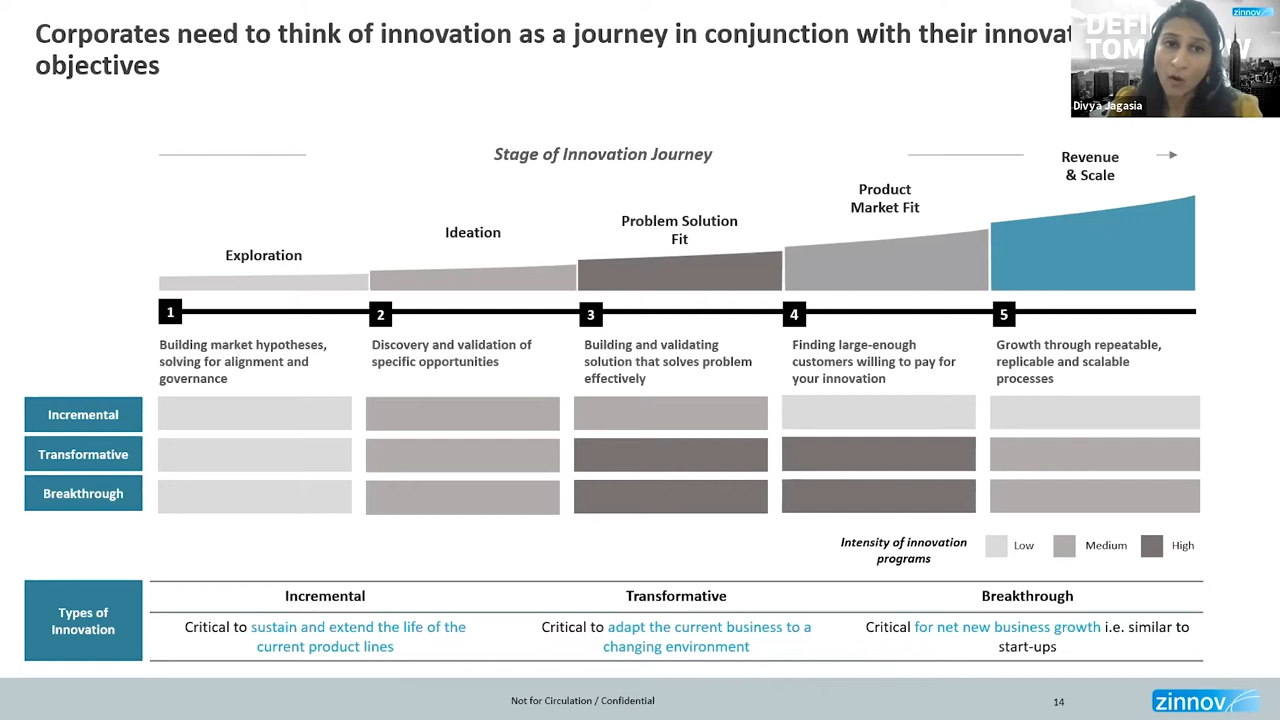 Corporates need to think of innovation as a journey in conjunction with their
objectives
zinnov
Divya Jagasia
Stage of Innovation Journey
Exploration
Ideation
Problem Solution
Fit
Product
Market Fit
Revenue
& Scale
1
2
3
4
5
Building market hypotheses,
solving for alignment and
governance
Discovery and validation of
specific opportunities
Building and validating
solution that solves problem
effectively
Finding large-enough
customers willing to pay for
your innovation
Growth through repeatable,
replicable and scalable
processes
Incremental
Transformative
Breakthrough
Intensity of innovation
programs
Low
Medium
High
Types of
Innovation
Incremental
Critical to sustain and extend the life of the
current product lines
Transformative
Critical to adapt the current business to a
changing environment
Breakthrough
Critical for net new business growth i.e. similar to
start-ups
Not for Circulation / Confidential
14
zinnov